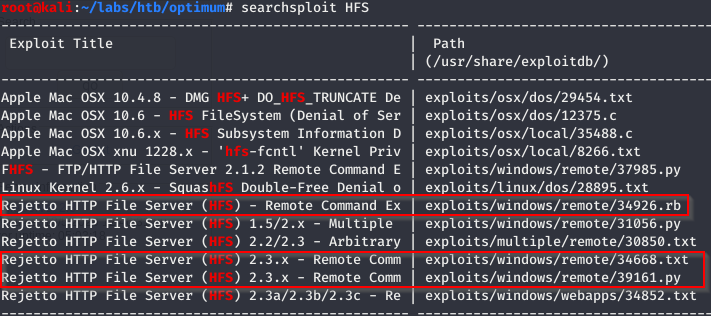 root@kali:~/labs/htb/optimum# searchsploit HFS
---------------------------------------------- ----------------------------------------
Exploit Title | Path
| (/usr/share/exploitdb/)
---------------------------------------------- ----------------------------------------
Apple Mac OSX 10.4.8 - DMG HFS+ DO_HFS_TRUNCATE De | exploits/osx/dos/29454.txt
Apple Mac OSX 10.6 - HFS FileSystem (Denial of Ser | exploits/osx/dos/12375.c
Apple Mac OSX 10.6.x - HFS Subsystem Information D | exploits/osx/local/35488.c
Apple Mac OSX xnu 1228.x - 'hfs-fcntl' Kernel Priv | exploits/osx/local/8266.txt
FHFS - FTP/HTTP File Server 2.1.2 Remote Command E | exploits/windows/remote/37985.py
Linux Kernel 2.6.x - SquashFS Double-Free Denial o | exploits/linux/dos/28895.txt
Rejetto HTTP File Server (HFS) - Remote Command Ex | exploits/windows/remote/34926.rb
Rejetto HTTP File Server (HFS) 1.5/2.x - Multiple | exploits/windows/remote/31056.py
Rejetto HTTP File Server (HFS) 2.2/2.3 - Arbitrary | exploits/multiple/remote/30850.txt
Rejetto HTTP File Server (HFS) 2.3.x - Remote Comm | exploits/windows/remote/34668.txt
Rejetto HTTP File Server (HFS) 2.3.x - Remote Comm | exploits/windows/remote/39161.py
Rejetto HTTP File Server (HFS) 2.3a/2.3b/2.3c - Re | exploits/windows/webapps/34852.txt
---------------------------------------------- ----------------------------------------